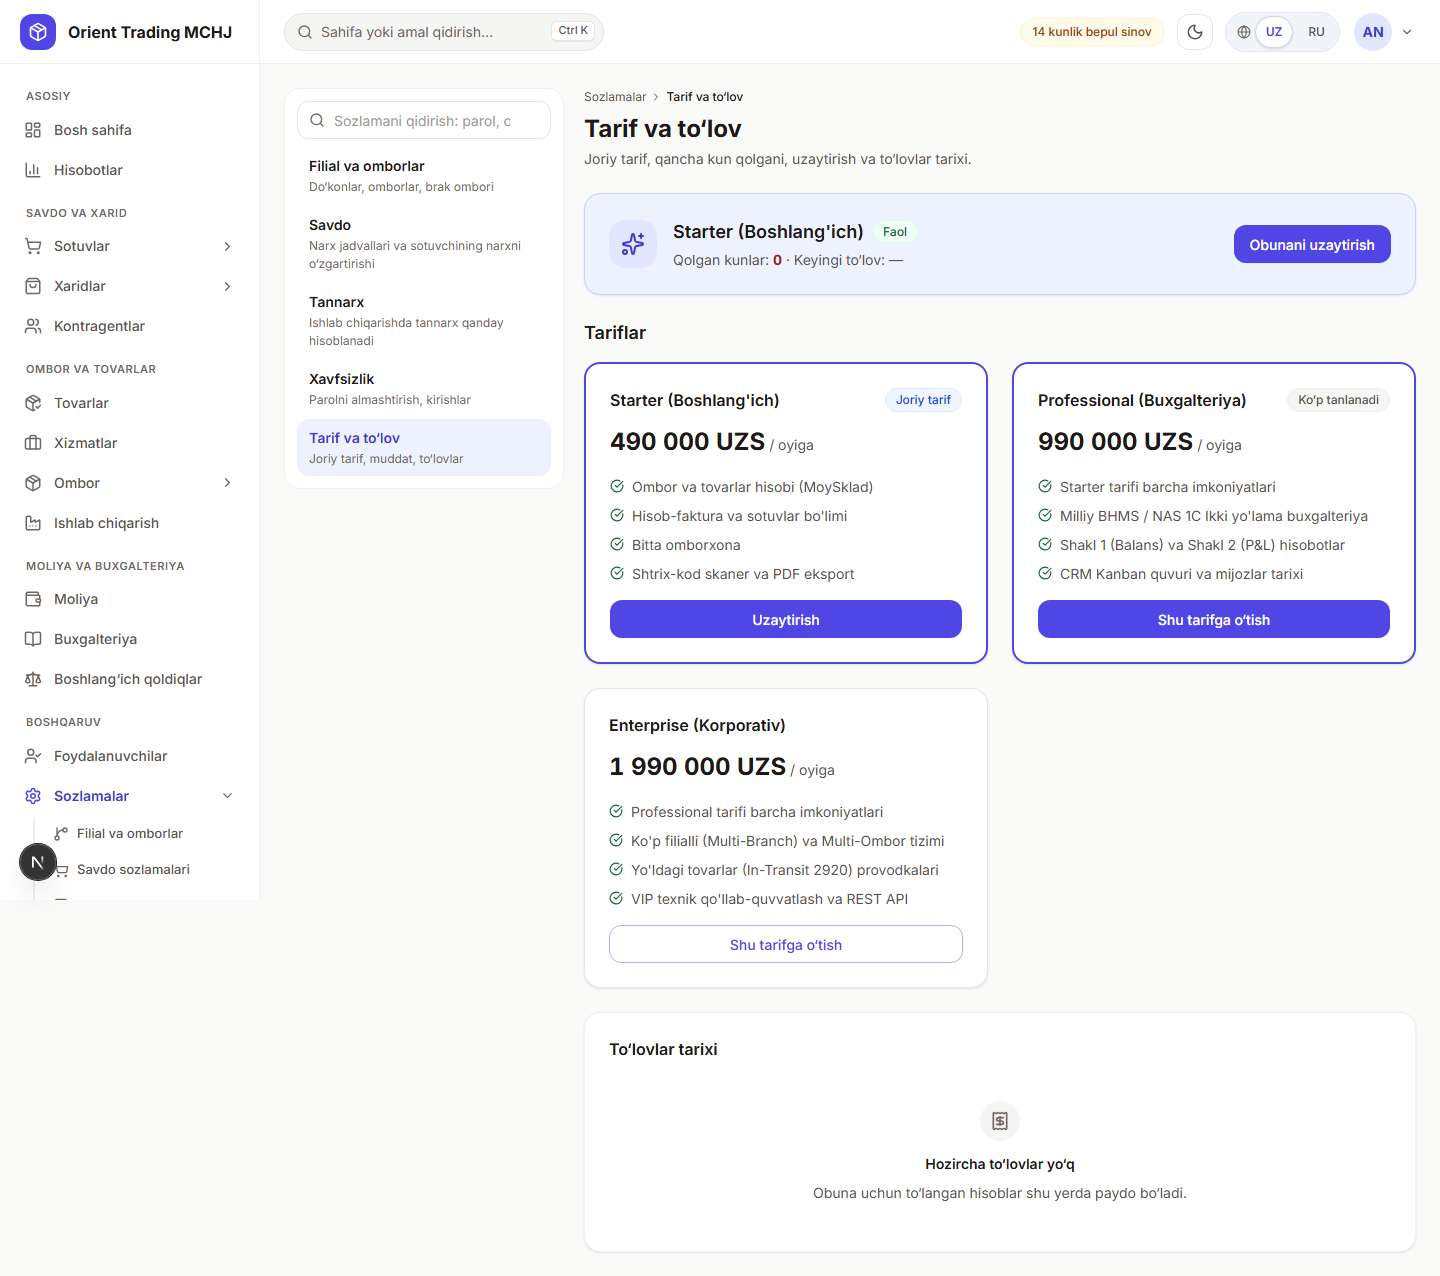 Orient Trading MCHJ
Sahifa yoki amal qidirish...
Ctrl K
14 kunlik bepul sinov
UZ
RU
AN
ASOSIY
Bosh sahifa
Hisobotlar
SAVDO VA XARID
Sotuvlar
Xaridlar
Kontragentlar
OMBOR VA TOVARLAR
Tovarlar
Xizmatlar
Ombor
Ishlab chiqarish
MOLIYA VA BUXGALTERIYA
Moliya
Buxgalteriya
Boshlang‘ich qoldiqlar
BOSHQARUV
Foydalanuvchilar
Sozlamalar
Filial va omborlar
N
Savdo sozlamalari
Sozlamani qidirish: parol, c
Filial va omborlar
Do‘konlar, omborlar, brak ombori
Savdo
Narx jadvallari va sotuvchining narxni
o‘zgartirishi
Tannarx
Ishlab chiqarishda tannarx qanday
hisoblanadi
Xavfsizlik
Parolni almashtirish, kirishlar
Tarif va to‘lov
Joriy tarif, muddat, to‘lovlar
Sozlamalar > Tarif va to‘lov
Tarif va to‘lov
Joriy tarif, qancha kun qolgani, uzaytirish va to‘lovlar tarixi.
Starter (Boshlang'ich)
Faol
Qolgan kunlar: 0 · Keyingi to‘lov: —
Obunani uzaytirish
Tariflar
Starter (Boshlang'ich)
Joriy tarif
490 000 UZS / oyiga
Ombor va tovarlar hisobi (MoySklad)
Hisob-faktura va sotuvlar bo'limi
Bitta omborxona
Shtrix-kod skaner va PDF eksport
Uzaytirish
Professional (Buxgalteriya)
Ko‘p tanlanadi
990 000 UZS / oyiga
Starter tarifi barcha imkoniyatlari
Milliy BHMS / NAS 1C Ikki yo'lama buxgalteriya
Shakl 1 (Balans) va Shakl 2 (P&L) hisobotlar
CRM Kanban quvuri va mijozlar tarixi
Shu tarifga o‘tish
Enterprise (Korporativ)
1 990 000 UZS / oyiga
Professional tarifi barcha imkoniyatlari
Ko'p filialli (Multi-Branch) va Multi-Ombor tizimi
Yo'ldagi tovarlar (In-Transit 2920) provodkalari
VIP texnik qo'llab-quvvatlash va REST API
Shu tarifga o‘tish
To‘lovlar tarixi
Hozircha to‘lovlar yo‘q
Obuna uchun to‘langan hisoblar shu yerda paydo bo‘ladi.